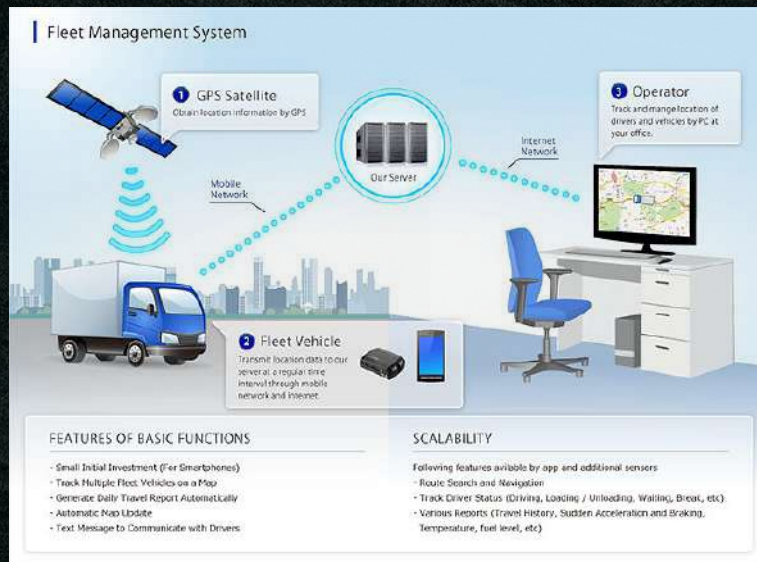 Fleet Management System
1 GPS Satellite
Obtain location information by GPS
3 Operator
Track and mange location of
drivers and vehicles by PC at
your office.
Internet
Network
Our Server
Mobile
Network
2 Fleet Vehicle
Transmit location data to our
server at a regular time
interval through mobile
network and internet.
FEATURES OF BASIC FUNCTIONS
- Small Initial Investment (For Smartphones)
- Track Multiple Fleet Vehicles on a Map
- Generate Daily Travel Report Automatically
- Automatic Map Update
- Text Message to Communicate with Drivers
SCALABILITY
Following features avilable by app and additional sensors
- Route Search and Navigation
- Track Driver Status (Driving, Loading / Unloading, Waiting, Break, etc)
- Various Reports (Travel History, Sudden Acceleration and Braking,
Temperature, fuel level, etc)